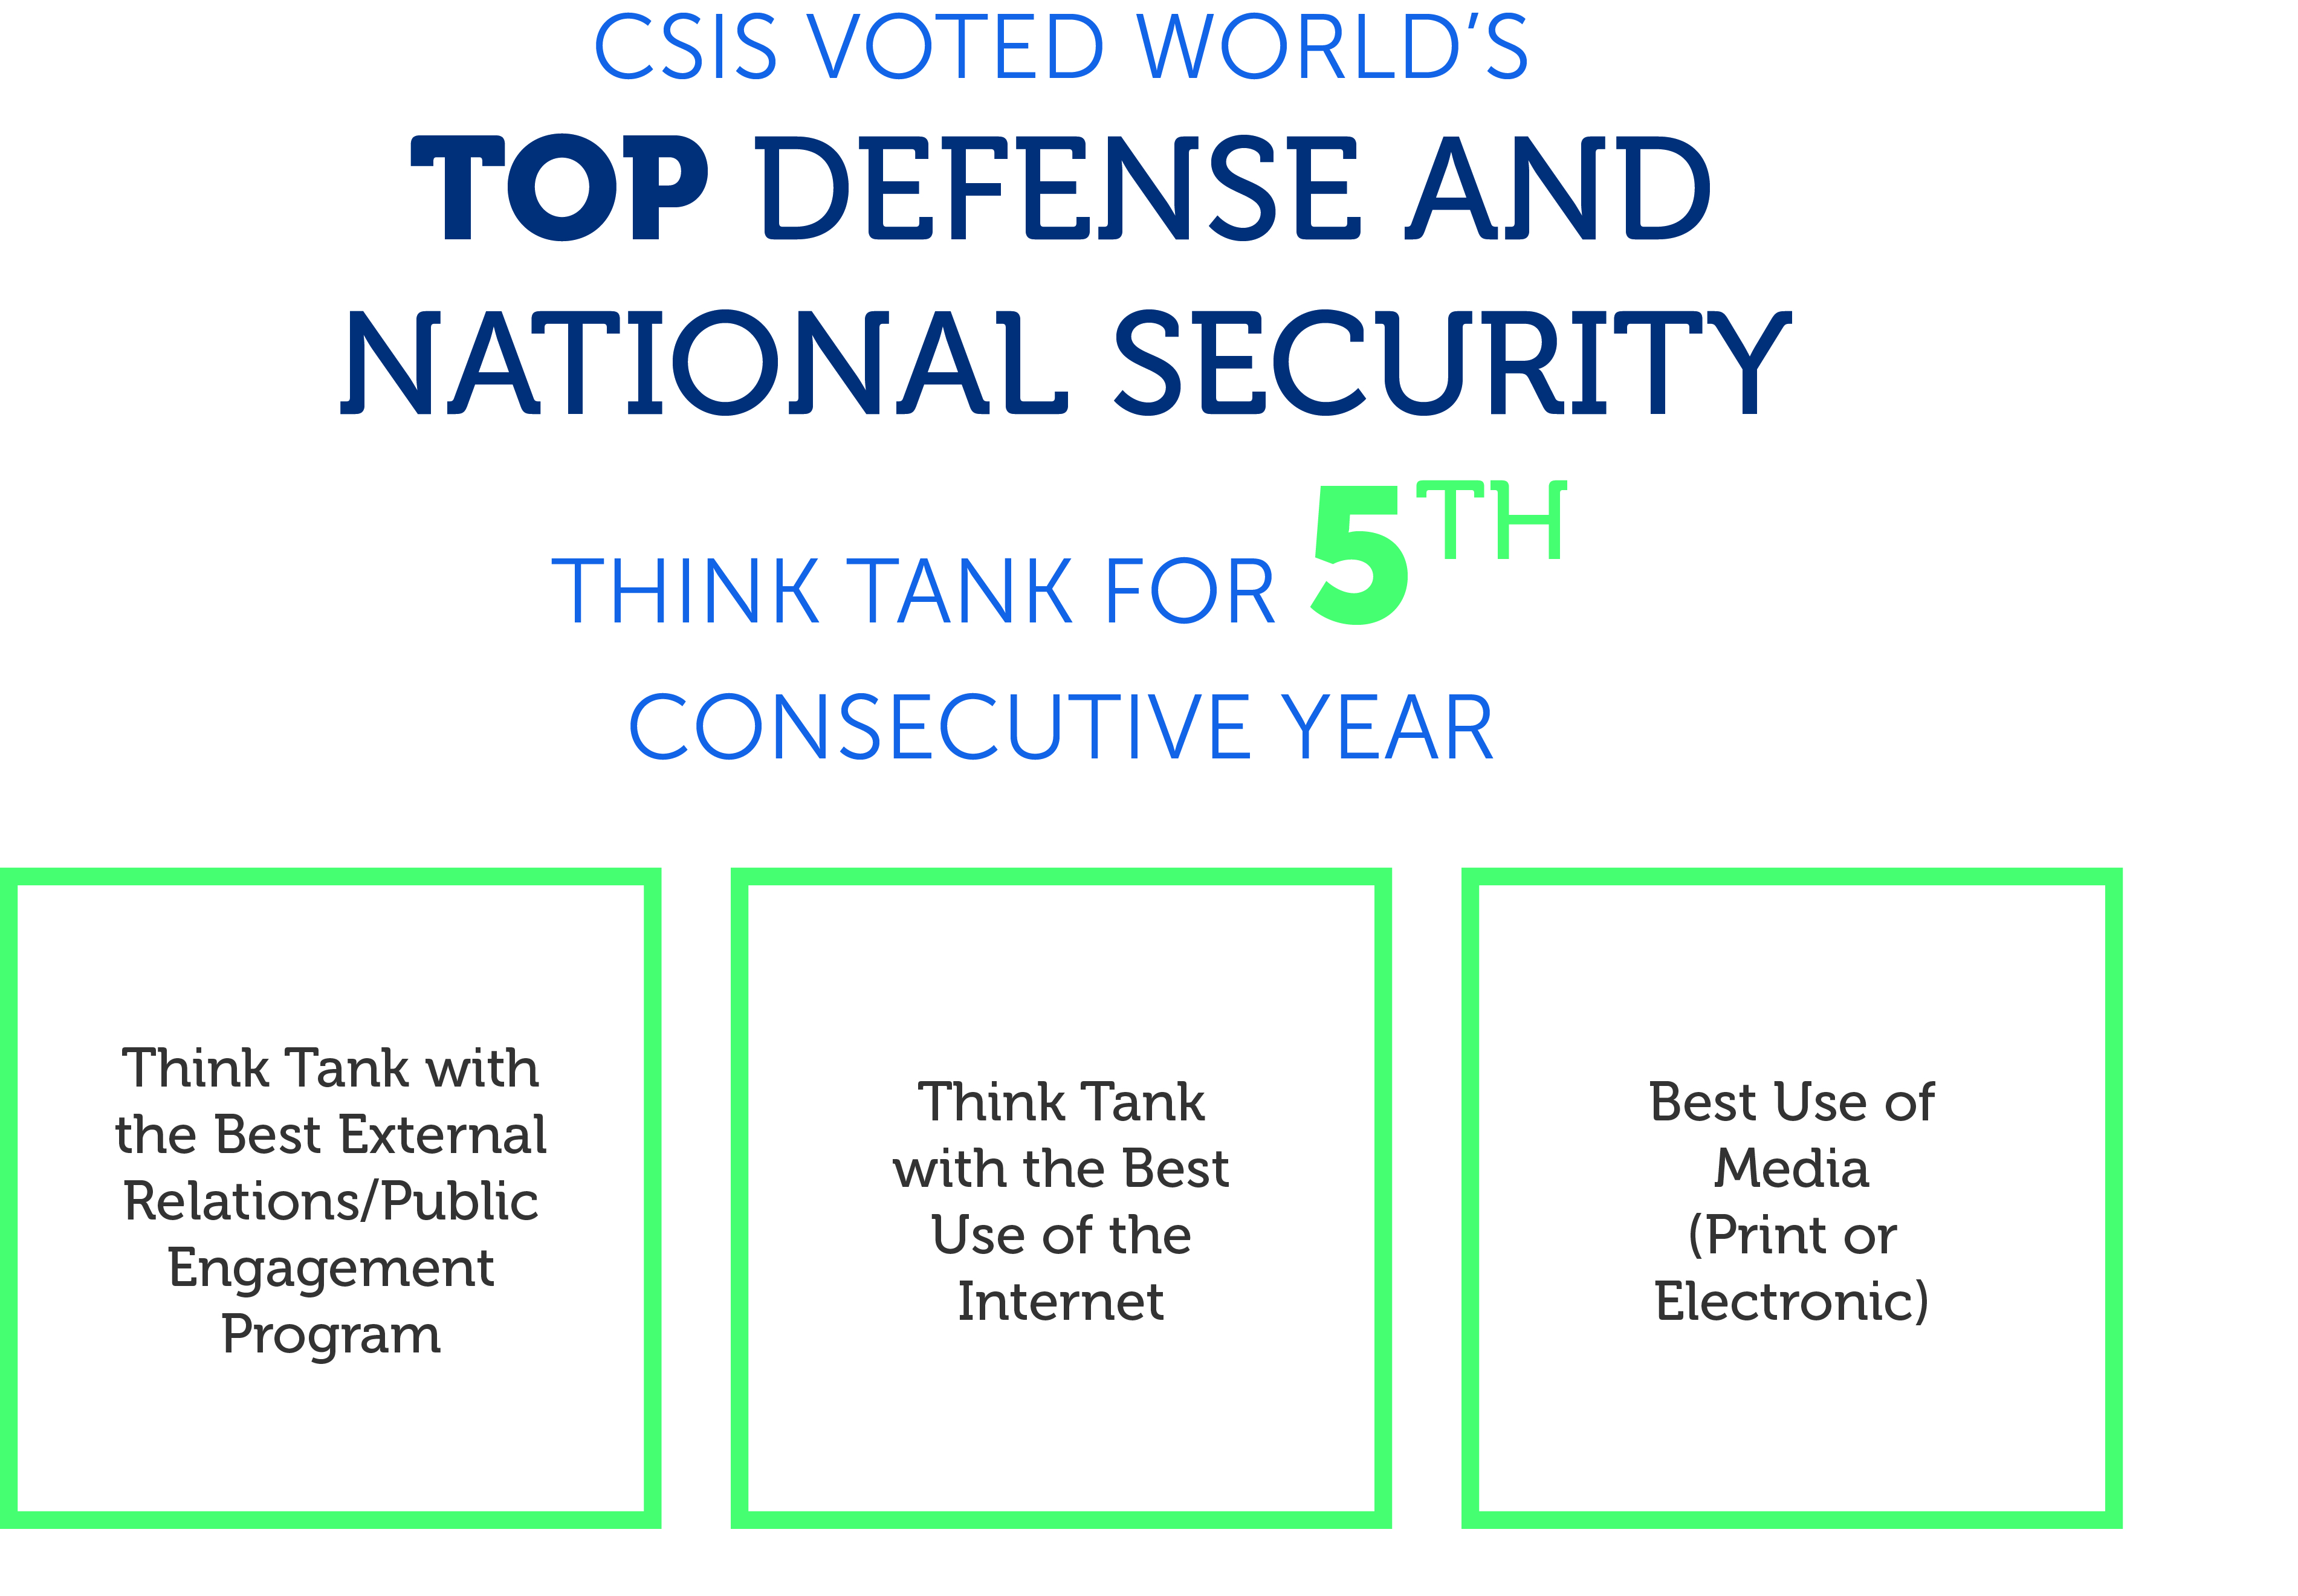 CSIS VOTED WORLD’S
TOP DEFENSE AND
NATIONAL SECURITY
THINK TANK FOR 5TH
CONSECUTIVE YEAR
Think Tank with
the Best External
Relations/Public
Engagement
Program
Think Tank
with the Best
Use of the
Internet
Best Use of
Media
(Print or
Electronic)